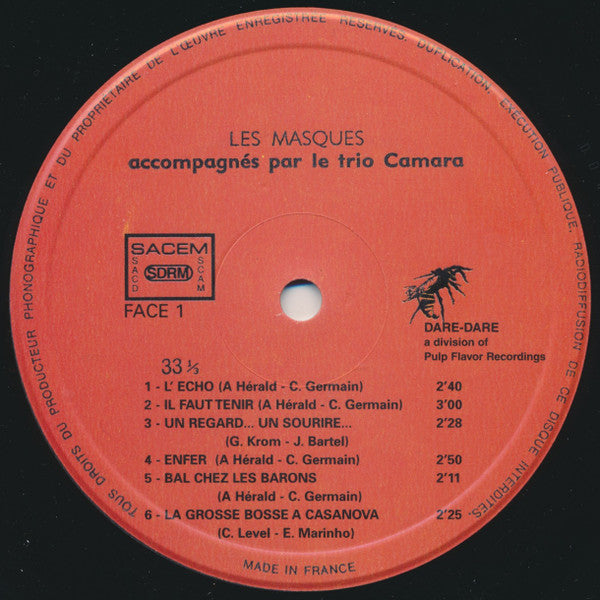 TOUS DROITS DU PRODUCTEUR PHONOGRAPHIQUE ET DU PROPRIETAIRE DE L'ŒUVRE ENREGISTREE RESERVES. DUPLICATION, EXECUTION PUBLIQUE, RADIODIFFUSION DE CE DISQUE INTERDITES.
LES MASQUES
accompagnés par le trio Camara
SACEM
SACD
SDRM
SCAM
FACE 1
DARE-DARE
a division of
Pulp Flavor Recordings
33 ⅓
1 - L' ECHO (A Hérald - C. Germain) 2'40
2 - IL FAUT TENIR (A Hérald - C. Germain) 3'00
3 - UN REGARD... UN SOURIRE... 2'28
(G. Krom - J. Bartel)
4 - ENFER (A Hérald - C. Germain) 2'50
5 - BAL CHEZ LES BARONS 2'11
(A Hérald - C. Germain)
6 - LA GROSSE BOSSE A CASANOVA 2'25
(C. Level - E. Marinho)
MADE IN FRANCE